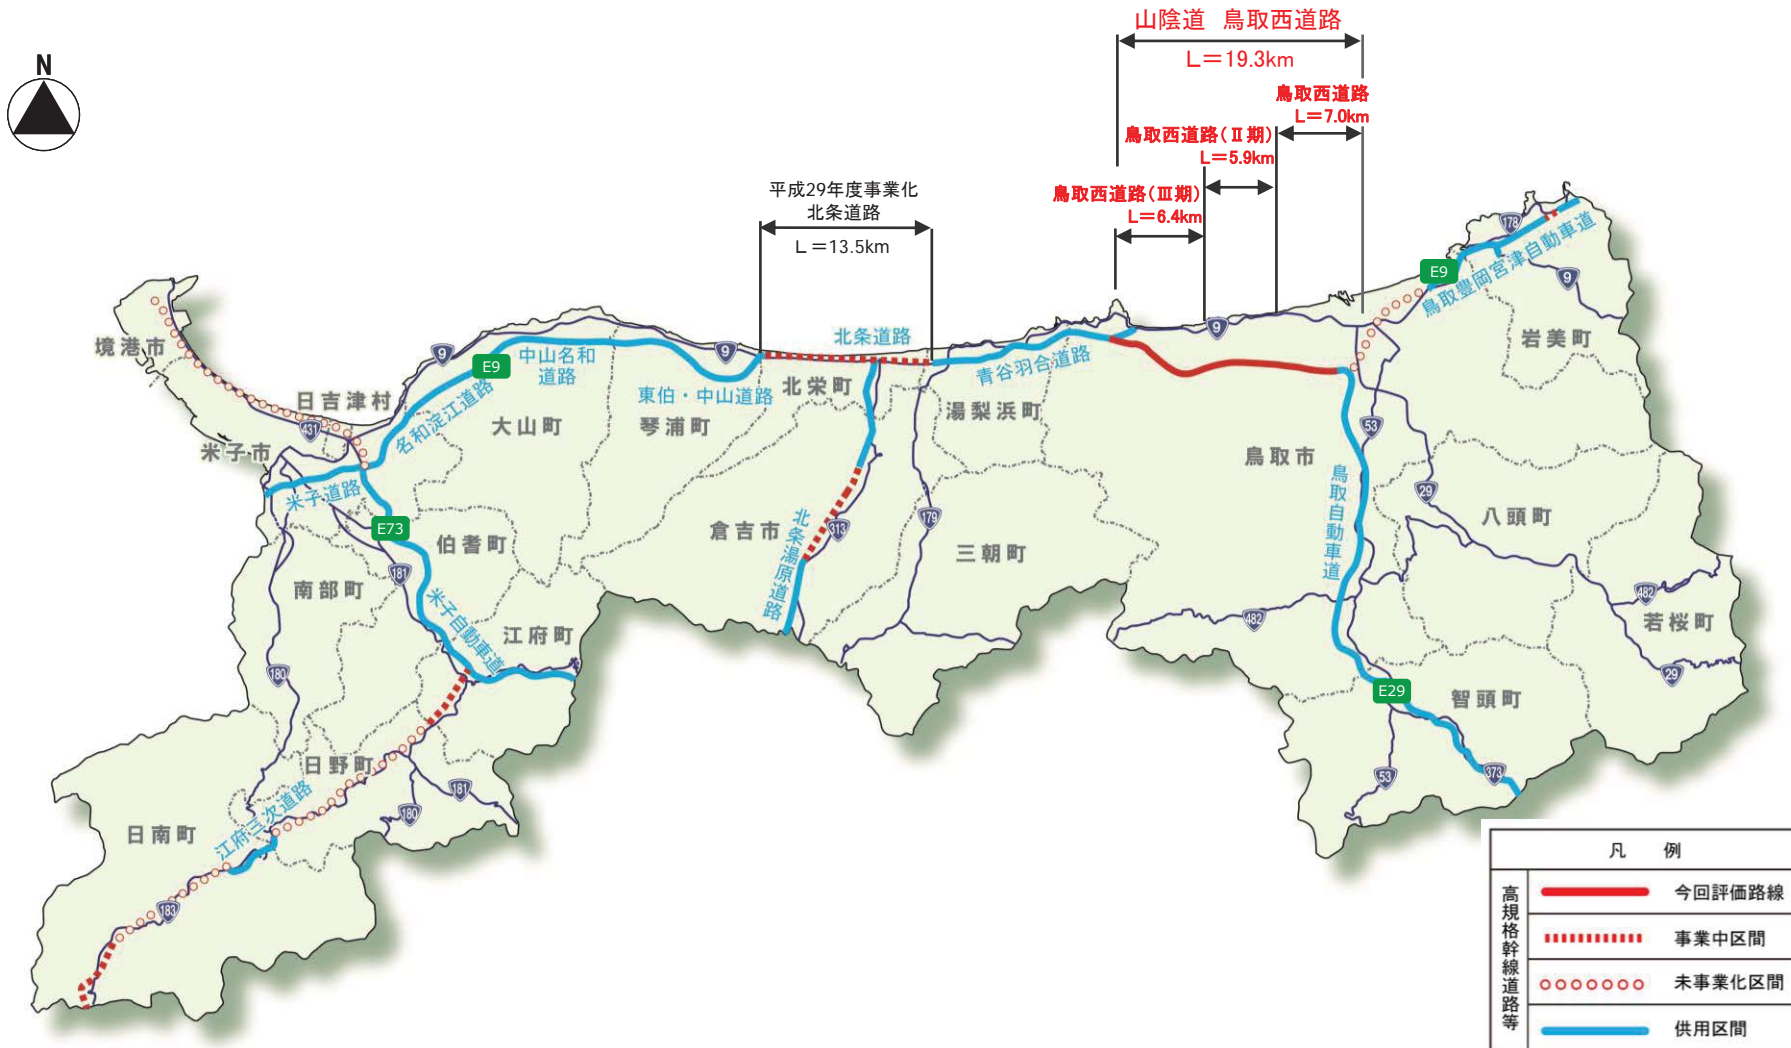 山陰道 鳥取西道路
L=19.3km
鳥取西道路
L=7.0km
鳥取西道路(Ⅱ期)
L=5.9km
鳥取西道路(Ⅲ期)
L=6.4km
平成29年度事業化
北条道路
L=13.5km
N
境港市
日吉津村
米子市
431
9
E9
中山名和
道路
名和淀江道路
大山町
米子道路
E73
伯耆町
南部町
181
米子自動車道
江府町
180
日野町
181
180
日南町
江府三次道路
183
9
東伯・中山道路
琴浦町
北条道路
北栄町
倉吉市
313
北条湯原道路
179
湯梨浜町
三朝町
青谷羽合道路
9
鳥取市
鳥取自動車道
53
29
482
E29
53
373
智頭町
八頭町
482
若桜町
29
岩美町
E9
鳥取豊岡宮津自動車道
178
9
凡 例
高規格幹線道路等
今回評価路線
事業中区間
未事業化区間
供用区間